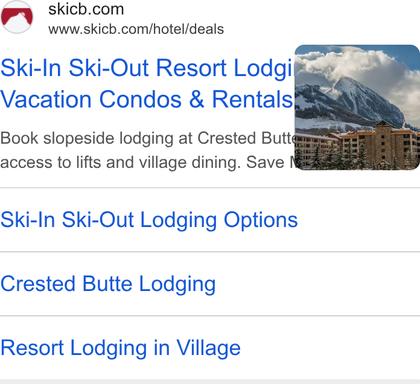 skicb.com
www.skicb.com/hotel/deals
Ski-In Ski-Out Resort
Vacation Condos & Rentals
Book slopeside lodging at Crested
access to lifts and village dining. Save
Ski-In Ski-Out Lodging Options
Crested Butte Lodging
Resort Lodging in Village